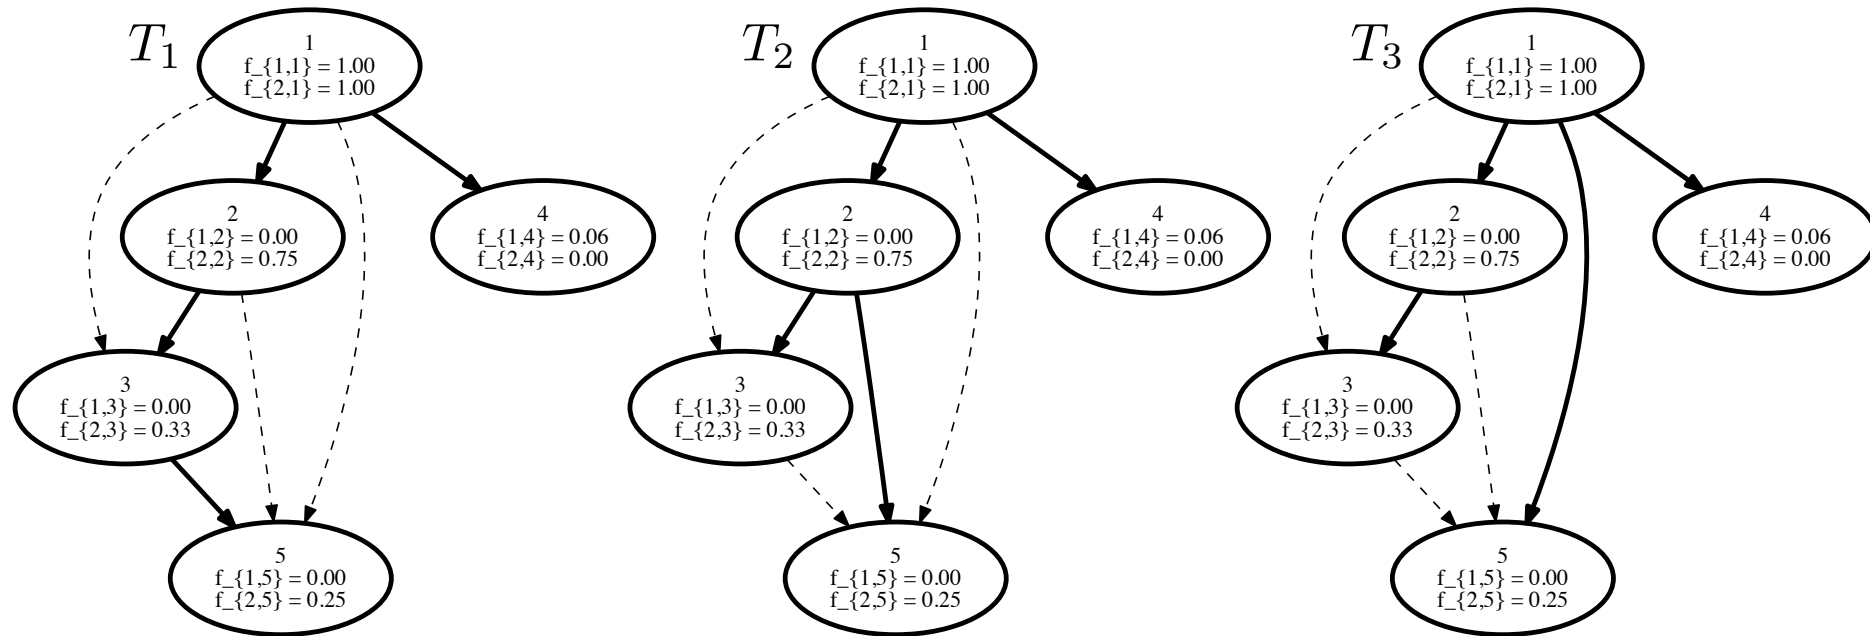 T₁
1
f_{1,1} = 1.00
f_{2,1} = 1.00
2
f_{1,2} = 0.00
f_{2,2} = 0.75
4
f_{1,4} = 0.06
f_{2,4} = 0.00
3
f_{1,3} = 0.00
f_{2,3} = 0.33
5
f_{1,5} = 0.00
f_{2,5} = 0.25
T₂
1
f_{1,1} = 1.00
f_{2,1} = 1.00
2
f_{1,2} = 0.00
f_{2,2} = 0.75
4
f_{1,4} = 0.06
f_{2,4} = 0.00
3
f_{1,3} = 0.00
f_{2,3} = 0.33
5
f_{1,5} = 0.00
f_{2,5} = 0.25
T₃
1
f_{1,1} = 1.00
f_{2,1} = 1.00
2
f_{1,2} = 0.00
f_{2,2} = 0.75
4
f_{1,4} = 0.06
f_{2,4} = 0.00
3
f_{1,3} = 0.00
f_{2,3} = 0.33
5
f_{1,5} = 0.00
f_{2,5} = 0.25